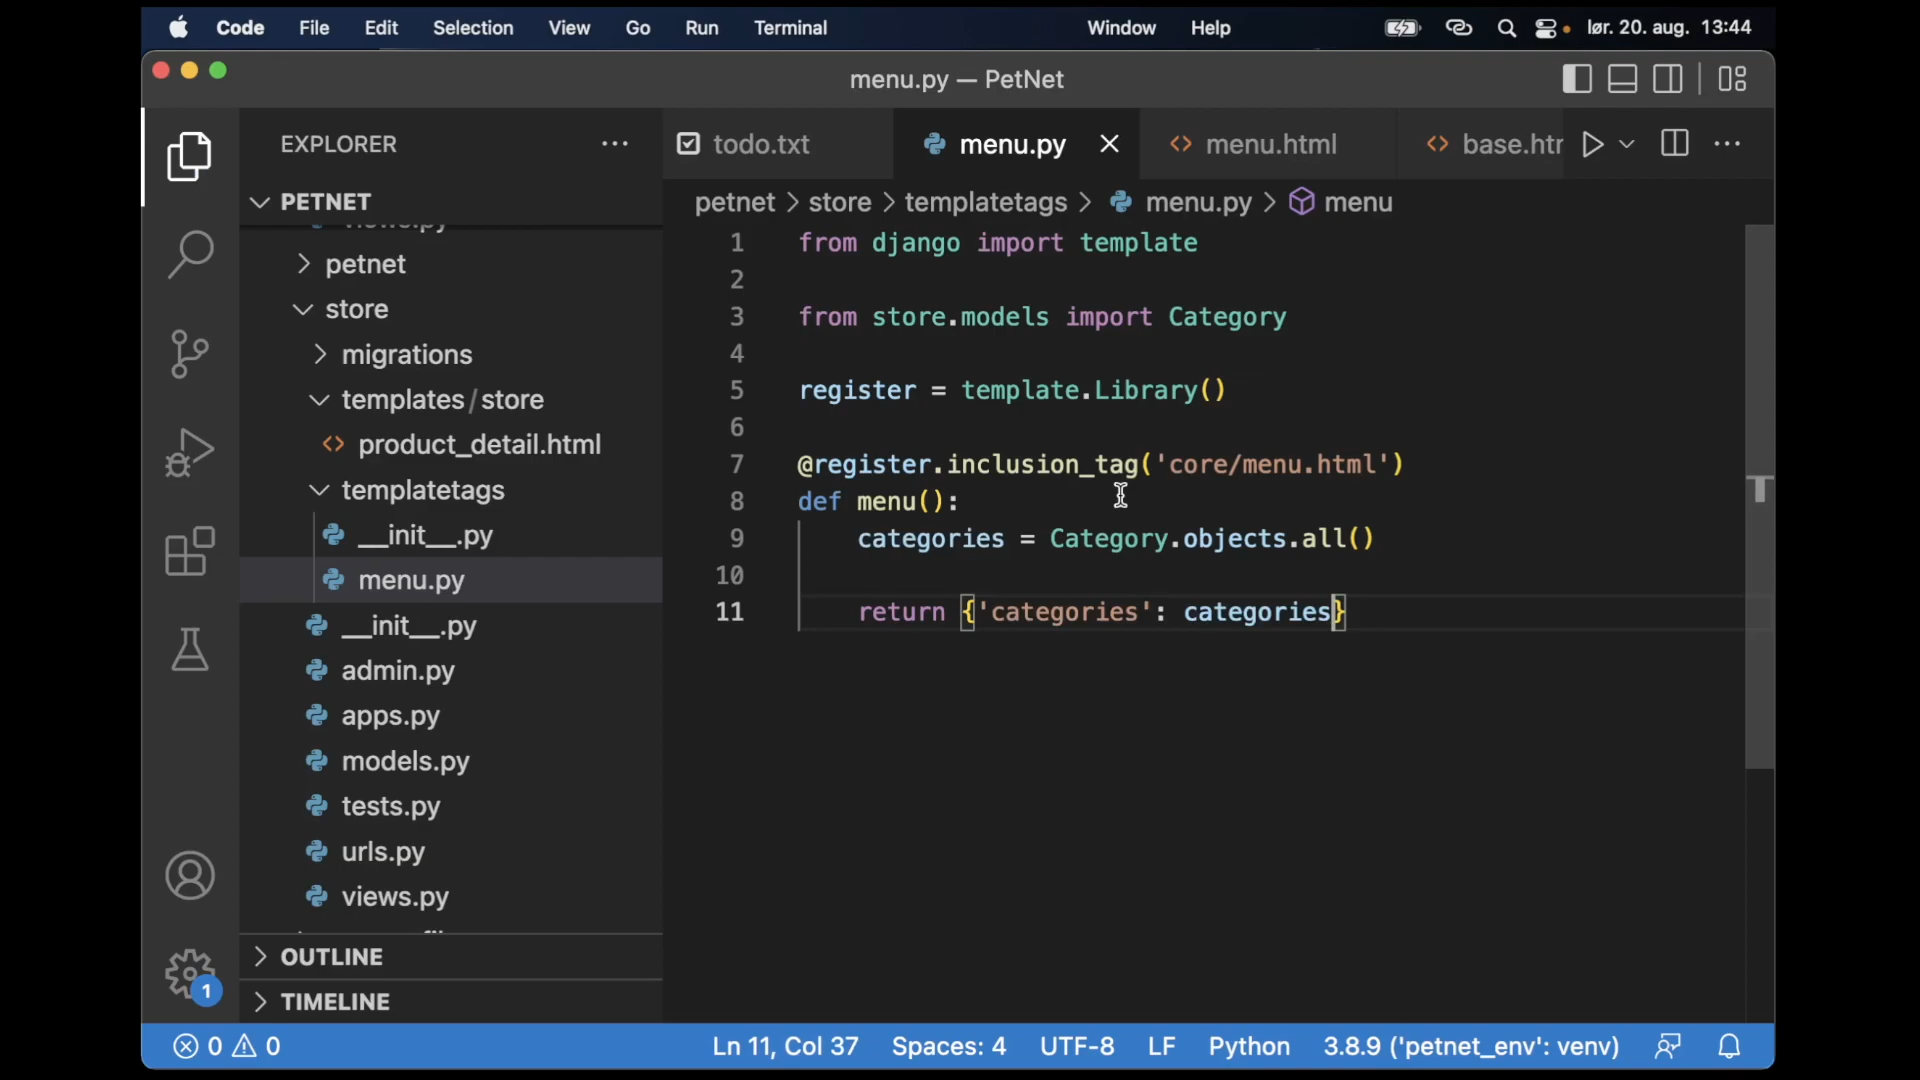 Code File Edit Selection View Go Run Terminal Window Help lør. 20. aug. 13:44
menu.py — PetNet
EXPLORER
todo.txt menu.py menu.html base.htr
PETNET
petnet > store > templatetags > menu.py > menu
views.py
petnet
store
migrations
templates/store
product_detail.html
templatetags
__init__.py
menu.py
__init__.py
admin.py
apps.py
models.py
tests.py
urls.py
views.py
OUTLINE
TIMELINE
1 from django import template
2
3 from store.models import Category
4
5 register = template.Library()
6
7 @register.inclusion_tag('core/menu.html')
8 def menu():
9 categories = Category.objects.all()
10
11 return {'categories': categories}
1
0 0 Ln 11, Col 37 Spaces: 4 UTF-8 LF Python 3.8.9 ('petnet_env': venv)